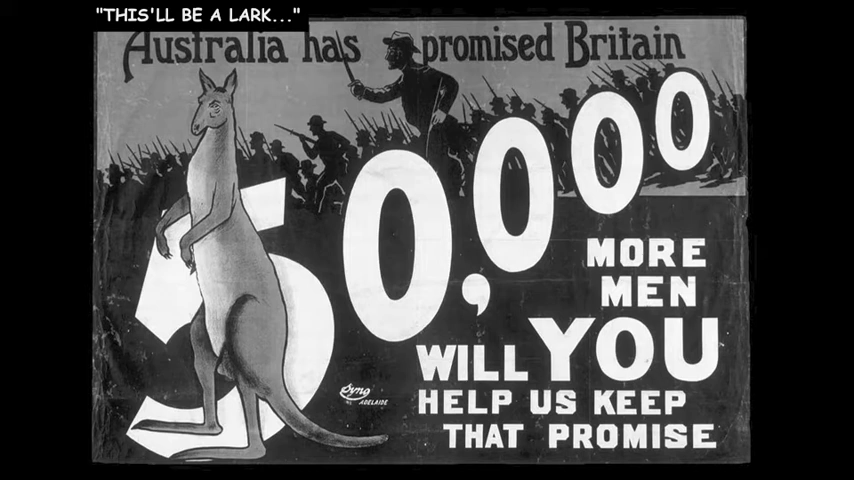 "THIS'LL BE A LARK..."
Australia has promised Britain
50,000
MORE
MEN
WILL YOU
HELP US KEEP
THAT PROMISE
ADELAIDE